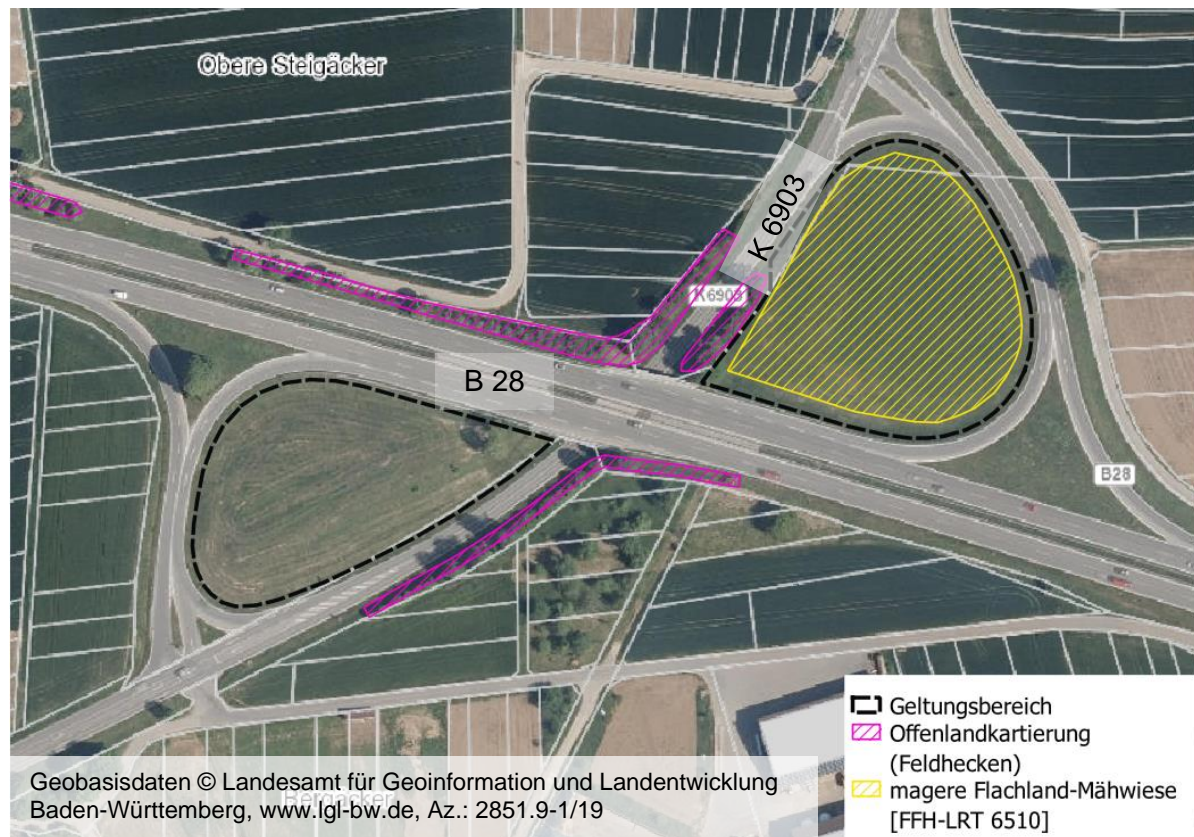 Obere Steigäcker
K 6903
K6903
B 28
B28
Geltungsbereich
Offenlandkartierung
(Feldhecken)
magere Flachland-Mähwiese
[FFH-LRT 6510]
Geobasisdaten © Landesamt für Geoinformation und Landentwicklung
Baden-Württemberg, www.lgl-bw.de, Az.: 2851.9-1/19
Bergäcker